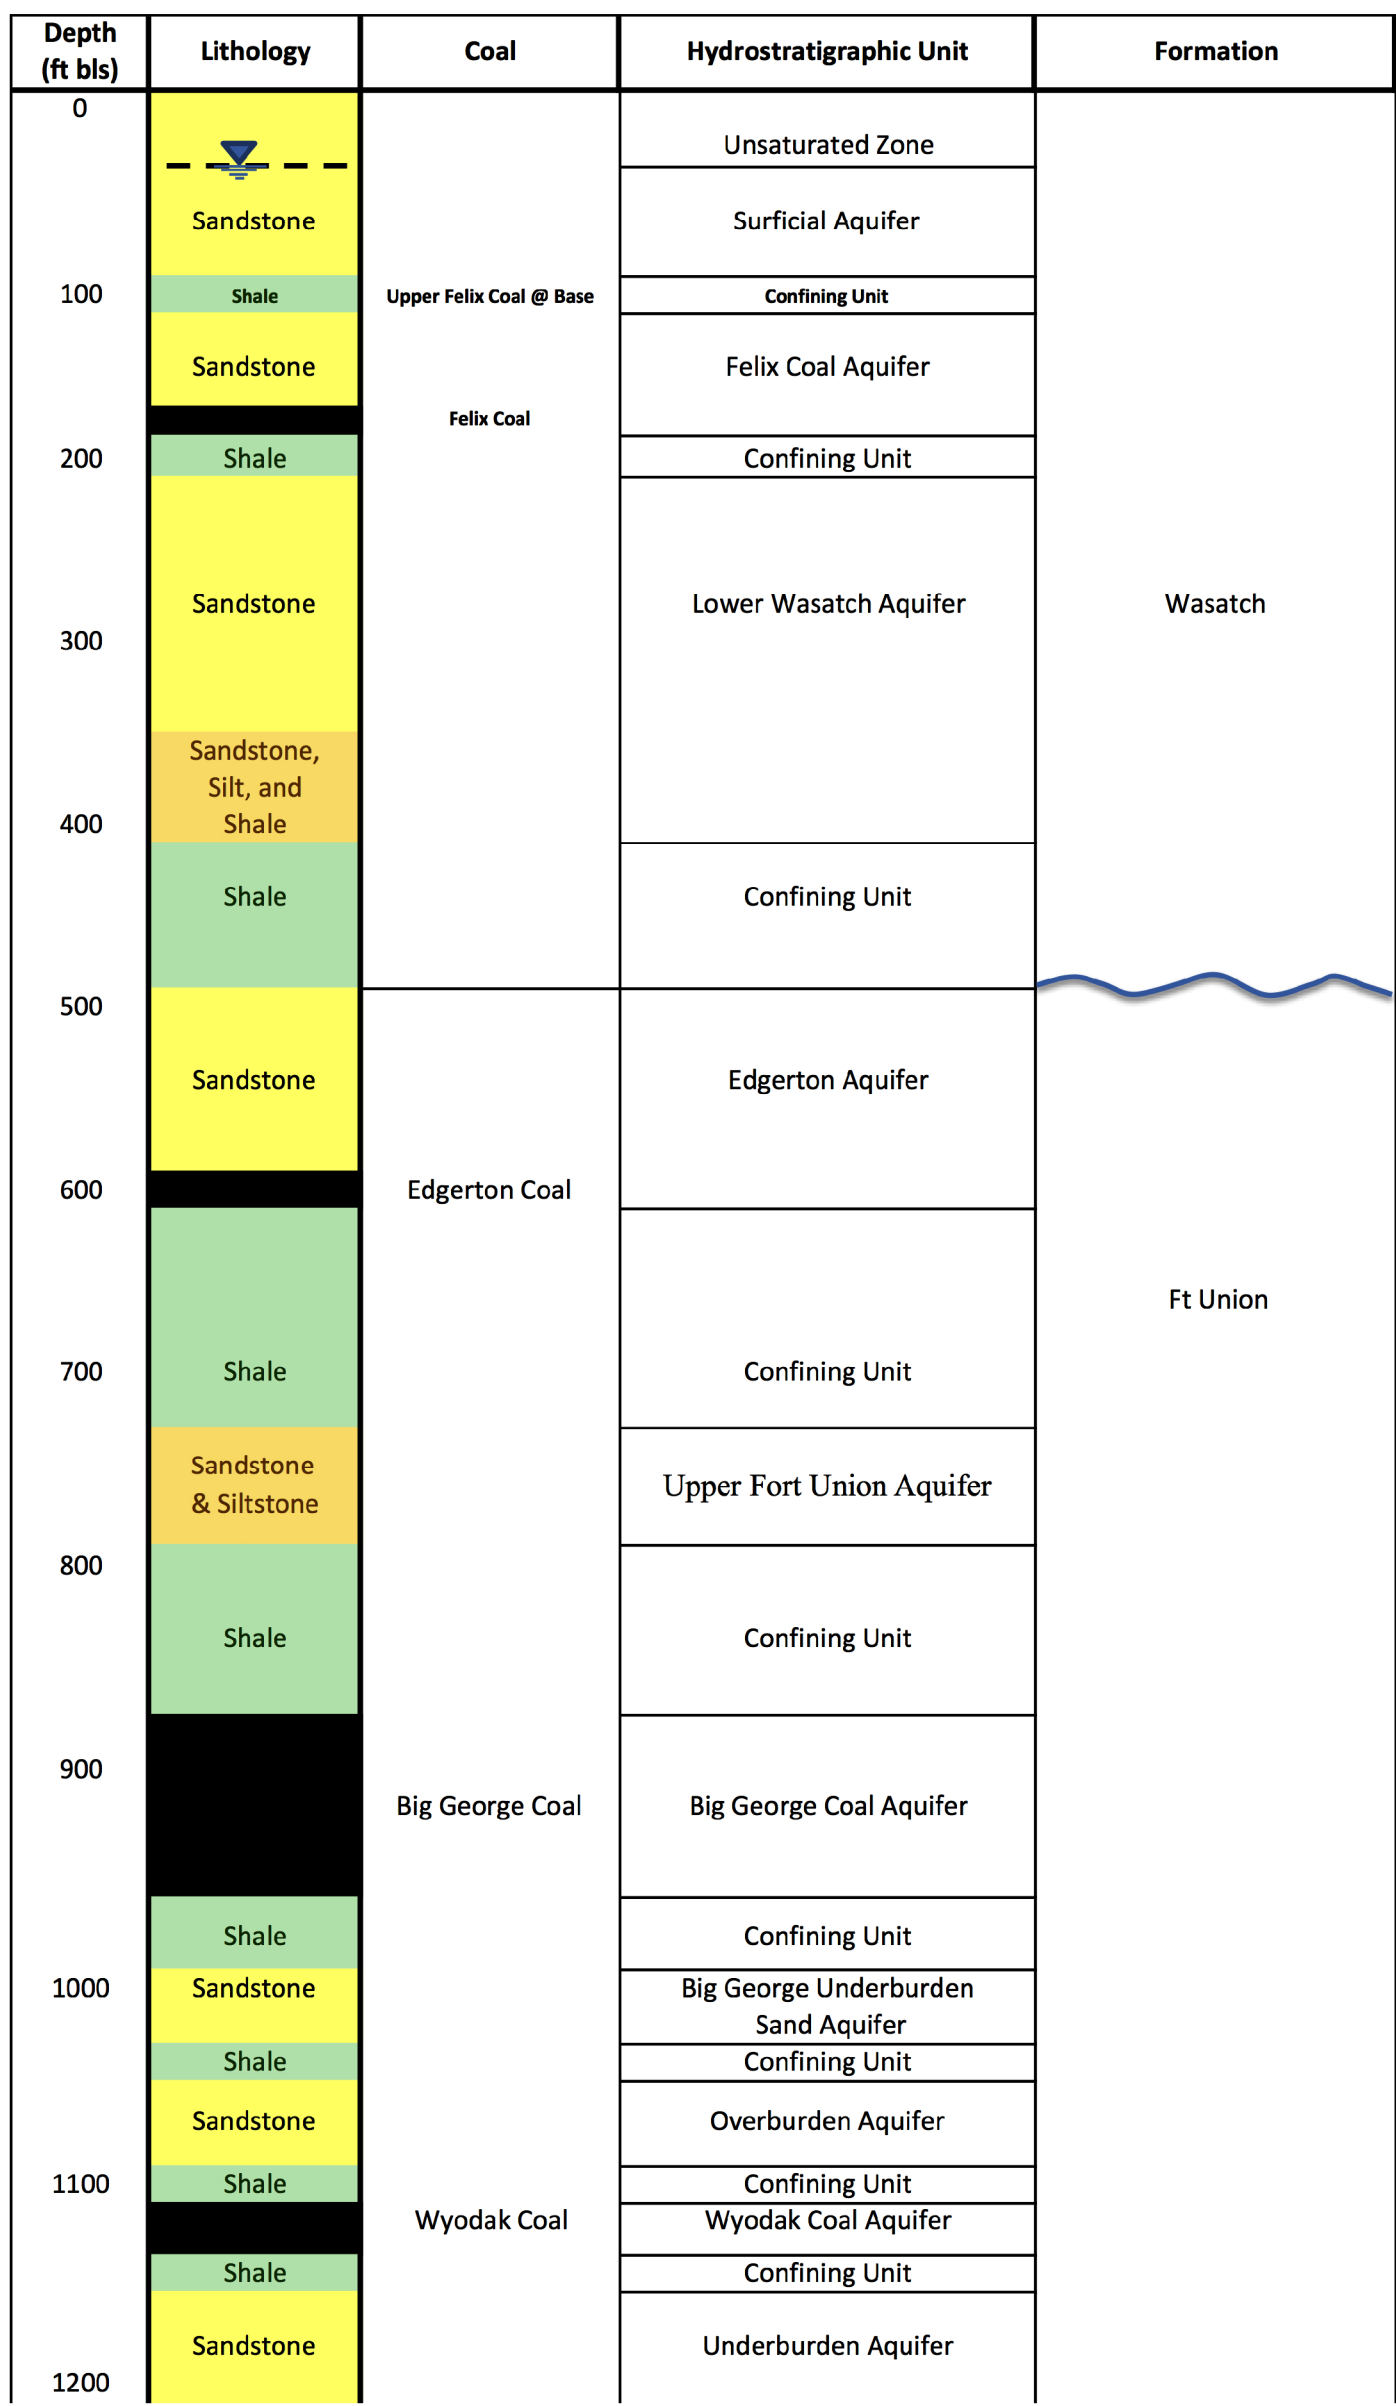 Depth
(ft bls)
Lithology
Coal
Hydrostratigraphic Unit
Formation
0
Unsaturated Zone
Sandstone
Surficial Aquifer
100
Shale
Upper Felix Coal @ Base
Confining Unit
Sandstone
Felix Coal Aquifer
Felix Coal
200
Shale
Confining Unit
Sandstone
Lower Wasatch Aquifer
Wasatch
300
Sandstone,
Silt, and
400
Shale
Shale
Confining Unit
500
Sandstone
Edgerton Aquifer
600
Edgerton Coal
Ft Union
700
Shale
Confining Unit
Sandstone
& Siltstone
Upper Fort Union Aquifer
800
Shale
Confining Unit
900
Big George Coal
Big George Coal Aquifer
Shale
Confining Unit
1000
Sandstone
Big George Underburden
Sand Aquifer
Shale
Confining Unit
Sandstone
Overburden Aquifer
1100
Shale
Confining Unit
Wyodak Coal
Wyodak Coal Aquifer
Shale
Confining Unit
Sandstone
Underburden Aquifer
1200